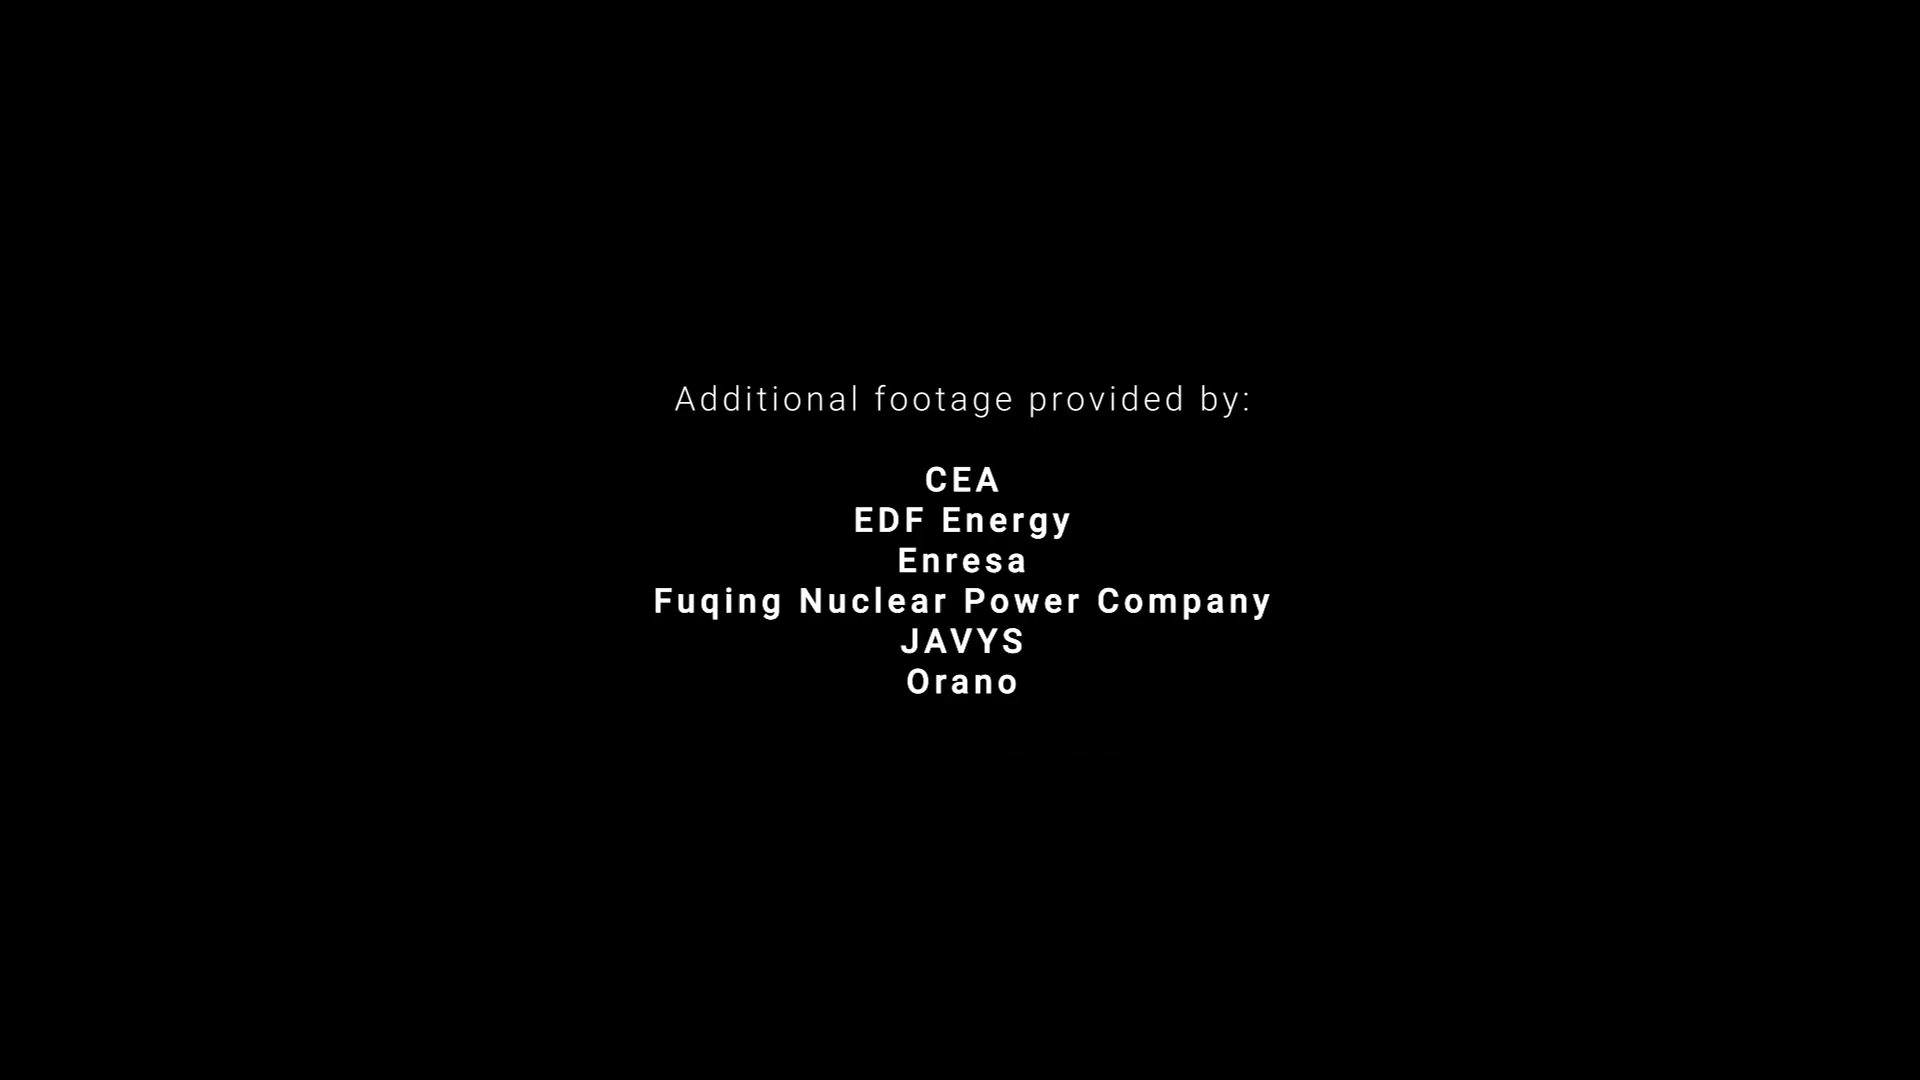 Additional footage provided by:
CEA
EDF Energy
Enresa
Fuqing Nuclear Power Company
JAVYS
Orano